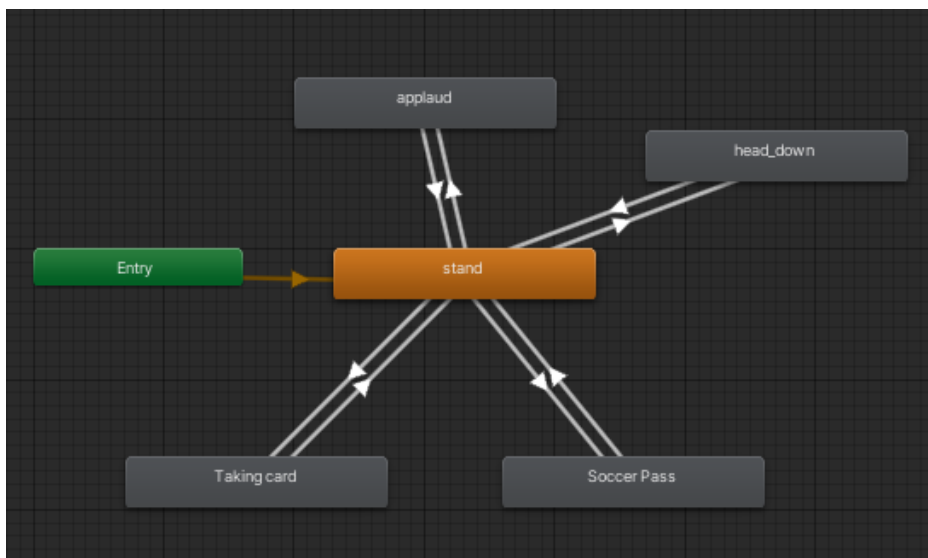 applaud
head_down
Entry
stand
Taking card
Soccer Pass